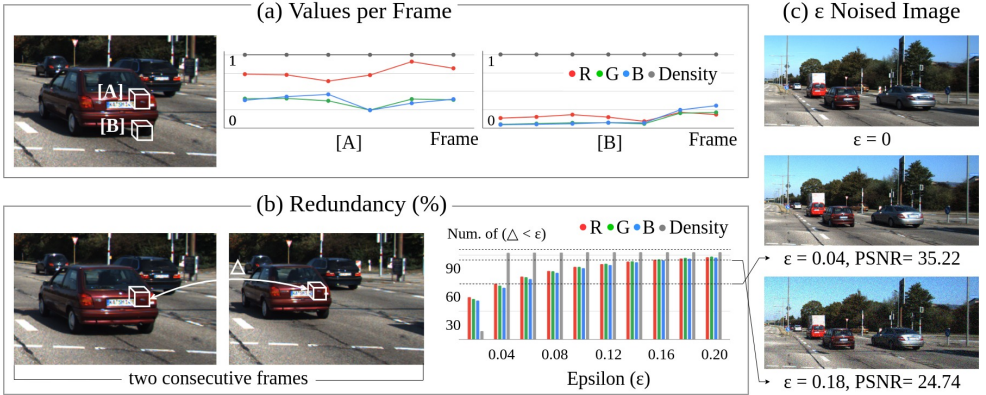 (a) Values per Frame
[A]
[B]
1
0
[A]
Frame
1
R G B Density
0
[B]
Frame
(b) Redundancy (%)
△
two consecutive frames
Num. of (△ < ε)
R G B Density
90
60
30
0.04 0.08 0.12 0.16 0.20
Epsilon (ε)
(c) ε Noised Image
ε = 0
ε = 0.04, PSNR= 35.22
ε = 0.18, PSNR= 24.74